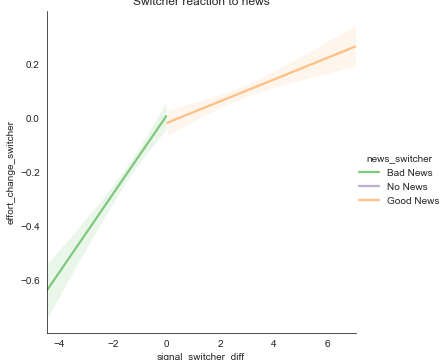 Switcher reaction to news
effort_change_switcher
0.2
0.0
−0.2
−0.4
−0.6
−4
−2
0
2
4
6
signal_switcher_diff
news_switcher
Bad News
No News
Good News